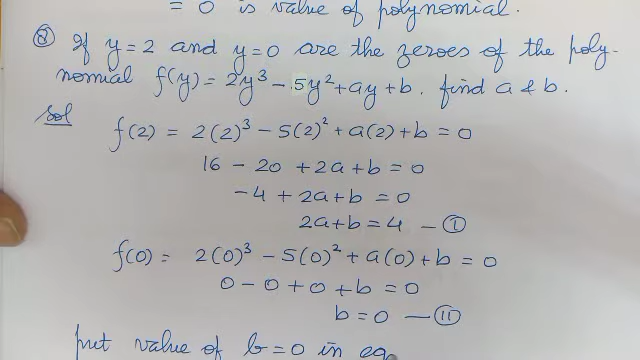 = 0 is value of polynomial.
② If y=2 and y=0 are the zeroes of the poly-
nomial f(y) = 2y³ - 5y² + ay + b. find a & b.
Sol
f(2) = 2(2)³ - 5(2)² + a(2) + b = 0
16 - 20 + 2a + b = 0
-4 + 2a + b = 0
2a + b = 4 - Ⓘ
f(0) = 2(0)³ - 5(0)² + a(0) + b = 0
0 - 0 + 0 + b = 0
b = 0 - (II)
put value of b = 0 in eq